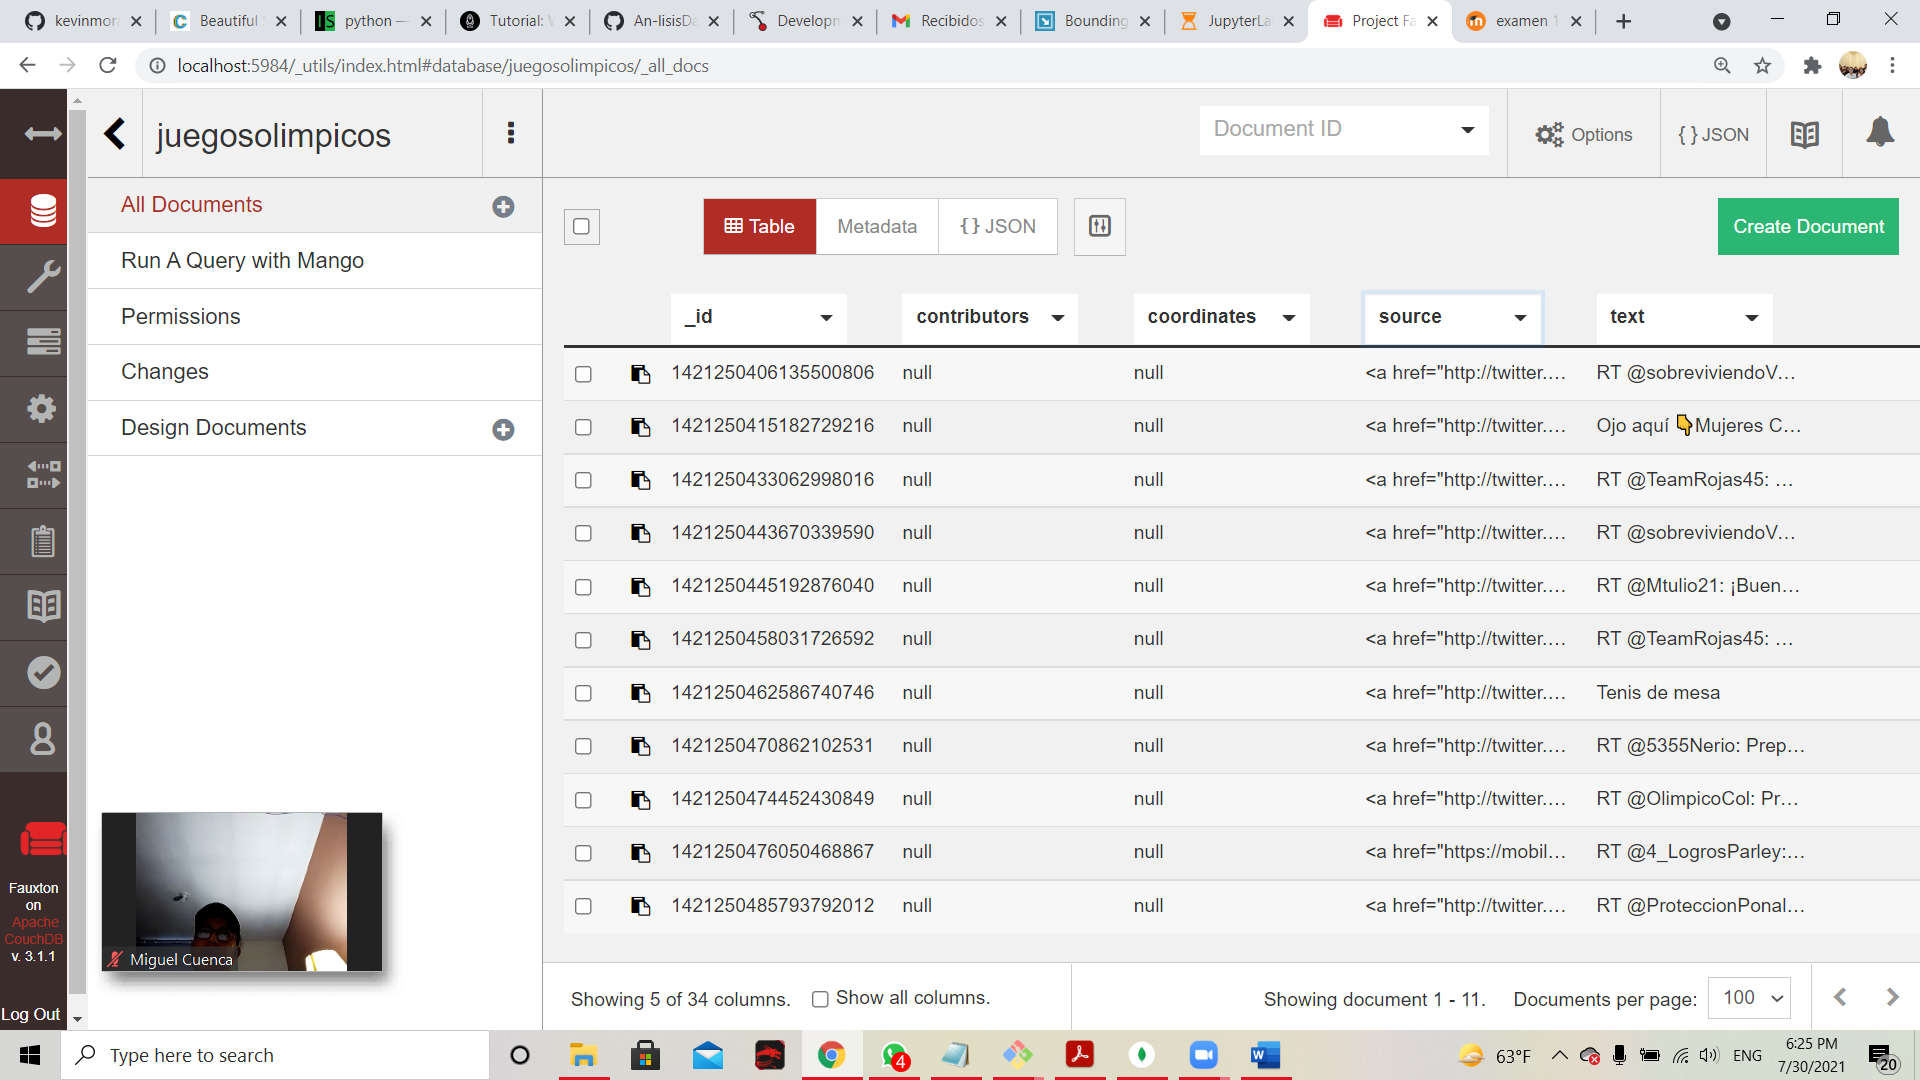 kevinmora
Beautiful
python —
Tutorial: W
An-lisisDa
Developm
Recibidos
Bounding
JupyterLa
Project Fa
examen 1
localhost:5984/_utils/index.html#database/juegosolimpicos/_all_docs
juegosolimpicos
Document ID
Options
{ } JSON
All Documents
Run A Query with Mango
Permissions
Changes
Design Documents
Table
Metadata
{ } JSON
Create Document
_id contributors coordinates source text
1421250406135500806 null null <a href="http://twitter.... RT @sobreviviendoV...
1421250415182729216 null null <a href="http://twitter.... Ojo aquí 👇Mujeres C...
1421250433062998016 null null <a href="http://twitter.... RT @TeamRojas45: ...
1421250443670339590 null null <a href="http://twitter.... RT @sobreviviendoV...
1421250445192876040 null null <a href="http://twitter.... RT @Mtulio21: ¡Buen...
1421250458031726592 null null <a href="http://twitter.... RT @TeamRojas45: ...
1421250462586740746 null null <a href="http://twitter.... Tenis de mesa
1421250470862102531 null null <a href="http://twitter.... RT @5355Nerio: Prep...
1421250474452430849 null null <a href="http://twitter.... RT @OlimpicoCol: Pr...
1421250476050468867 null null <a href="https://mobil... RT @4_LogrosParley:...
1421250485793792012 null null <a href="http://twitter.... RT @ProteccionPonal...
Fauxton
on
Apache
CouchDB
v. 3.1.1
Log Out
Miguel Cuenca
Showing 5 of 34 columns.
Show all columns.
Showing document 1 - 11.
Documents per page: 100
Type here to search
4
63°F
ENG
6:25 PM
7/30/2021
20